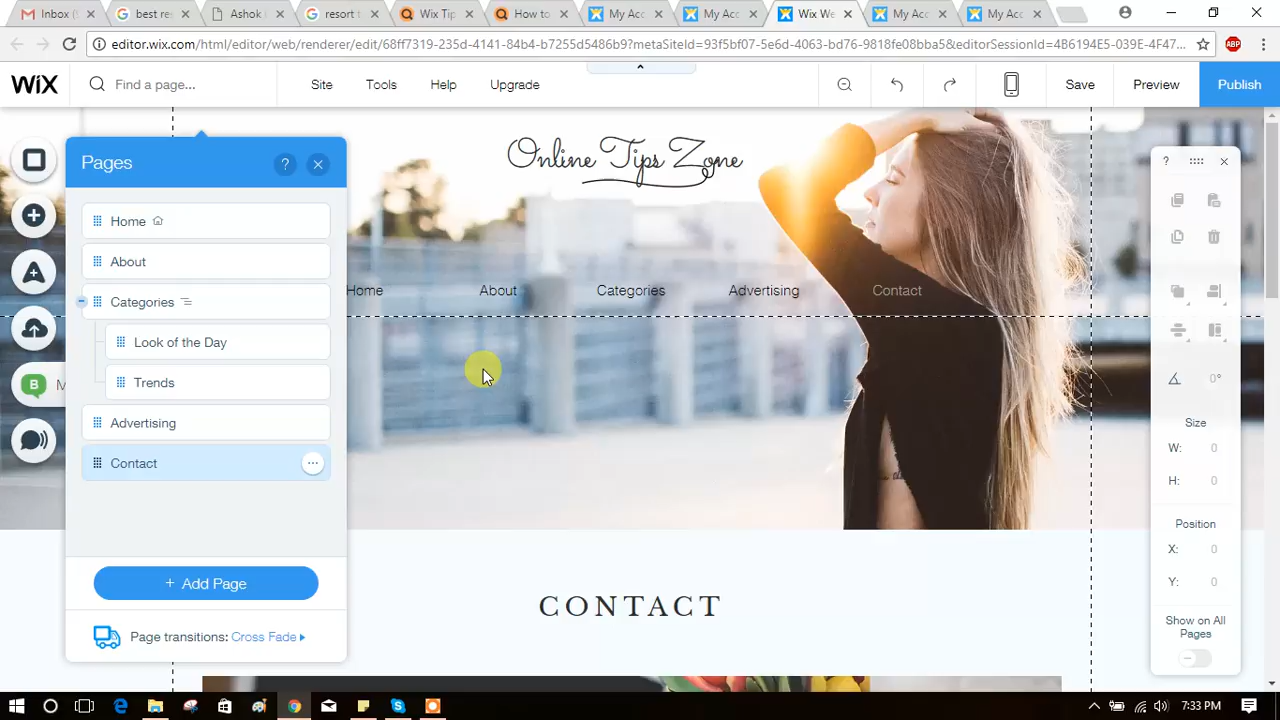 Inbox (
best re
Ashok
resort t
Wix Tip
How to
My Acc
My Acc
Wix We
My Acc
My Acc
editor.wix.com/html/editor/web/renderer/edit/68ff7319-235d-4141-84b4-b7255d5486b9?metaSiteId=93f5bf07-5e6d-4063-bd76-9818fe08bba5&editorSessionId=4B6194E5-039E-4F47...
ABP
WiX
Find a page...
Site
Tools
Help
Upgrade
Save
Preview
Publish
Pages
?
Online Tips Zone
?
Home
About
Categories
Look of the Day
Trends
Advertising
Contact
Home
About
Categories
Advertising
Contact
B
M
0°
Size
W: 0
H: 0
Position
X: 0
Y: 0
Show on All
Pages
+ Add Page
Page transitions: Cross Fade
CONTACT
7:33 PM